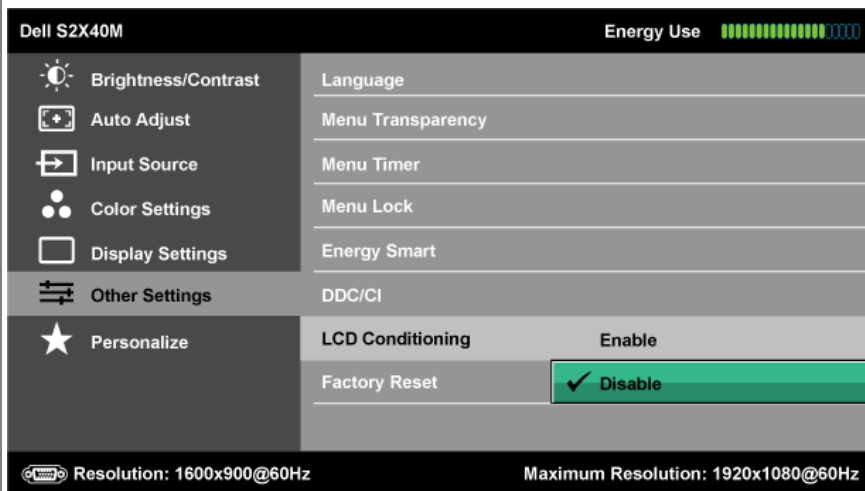 Dell S2X40M
Energy Use
Brightness/Contrast
Auto Adjust
Input Source
Color Settings
Display Settings
Other Settings
Personalize
Language
Menu Transparency
Menu Timer
Menu Lock
Energy Smart
DDC/CI
LCD Conditioning
Enable
Factory Reset
Disable
Resolution: 1600x900@60Hz
Maximum Resolution: 1920x1080@60Hz